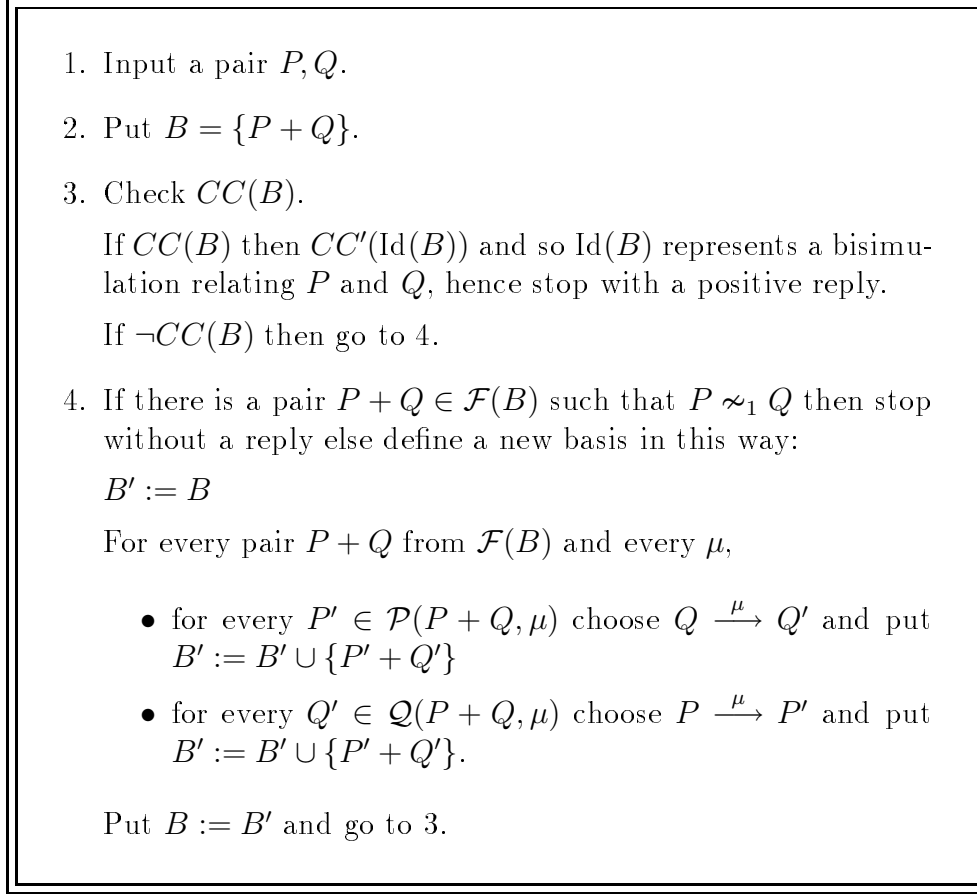 1. Input a pair P, Q.
2. Put B = {P + Q}.
3. Check CC(B).
If CC(B) then CC′(Id(B)) and so Id(B) represents a bisimu-
lation relating P and Q, hence stop with a positive reply.
If ¬CC(B) then go to 4.
4. If there is a pair P + Q ∈ ℱ(B) such that P ≁₁ Q then stop
without a reply else define a new basis in this way:
B′ := B
For every pair P + Q from ℱ(B) and every μ,
• for every P′ ∈ 𝒫(P + Q, μ) choose Q —μ→ Q′ and put
B′ := B′ ∪ {P′ + Q′}
• for every Q′ ∈ 𝒬(P + Q, μ) choose P —μ→ P′ and put
B′ := B′ ∪ {P′ + Q′}.
Put B := B′ and go to 3.